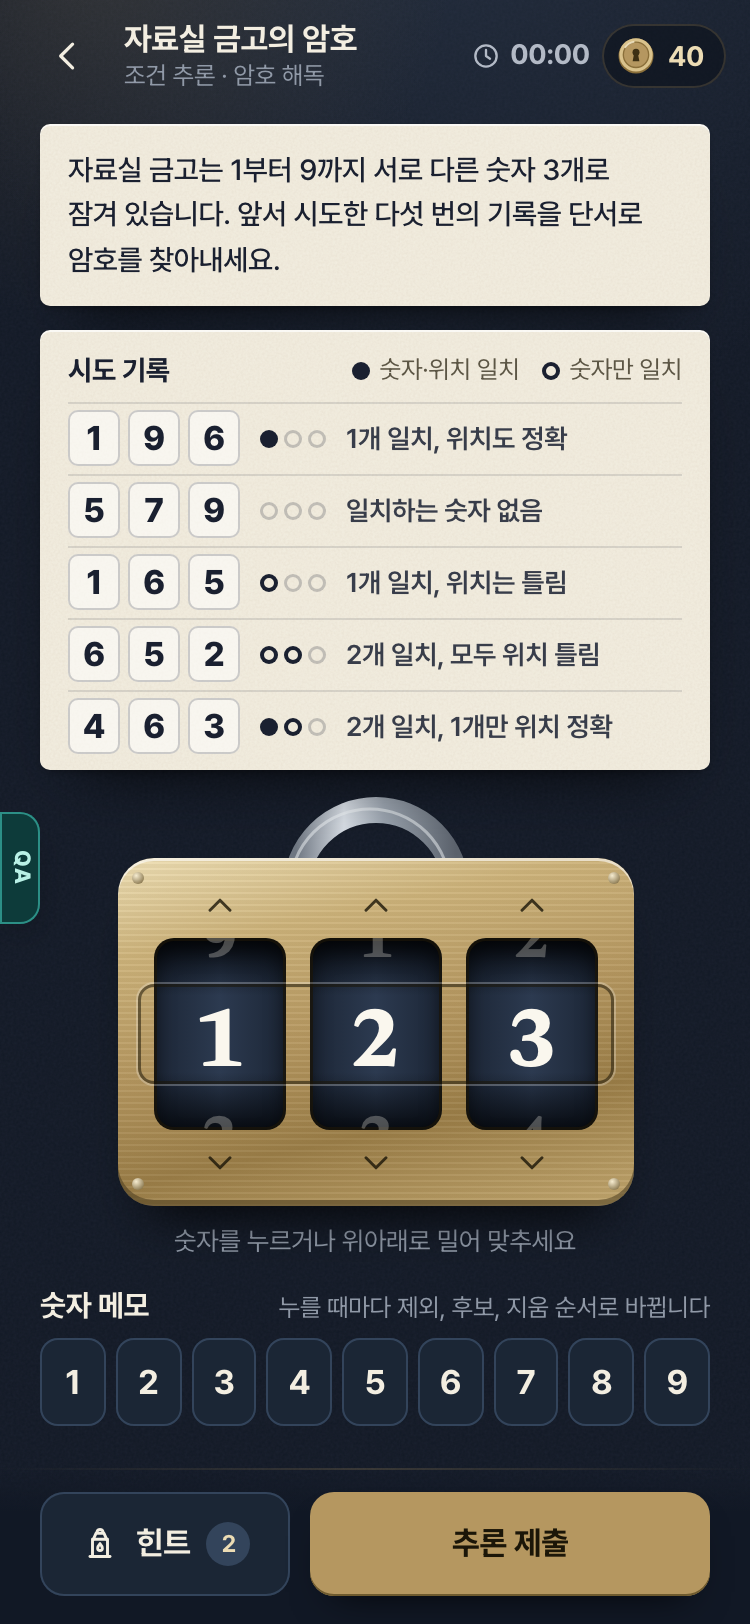 자료실 금고의 암호
조건 추론 · 암호 해독
00:00
40
자료실 금고는 1부터 9까지 서로 다른 숫자 3개로
잠겨 있습니다. 앞서 시도한 다섯 번의 기록을 단서로
암호를 찾아내세요.
시도 기록
숫자·위치 일치
숫자만 일치
1 9 6 1개 일치, 위치도 정확
5 7 9 일치하는 숫자 없음
1 6 5 1개 일치, 위치는 틀림
6 5 2 2개 일치, 모두 위치 틀림
4 6 3 2개 일치, 1개만 위치 정확
QA
9 1 2
1 2 3
2 3 4
숫자를 누르거나 위아래로 밀어 맞추세요
숫자 메모
누를 때마다 제외, 후보, 지움 순서로 바뀝니다
1 2 3 4 5 6 7 8 9
힌트 2
추론 제출